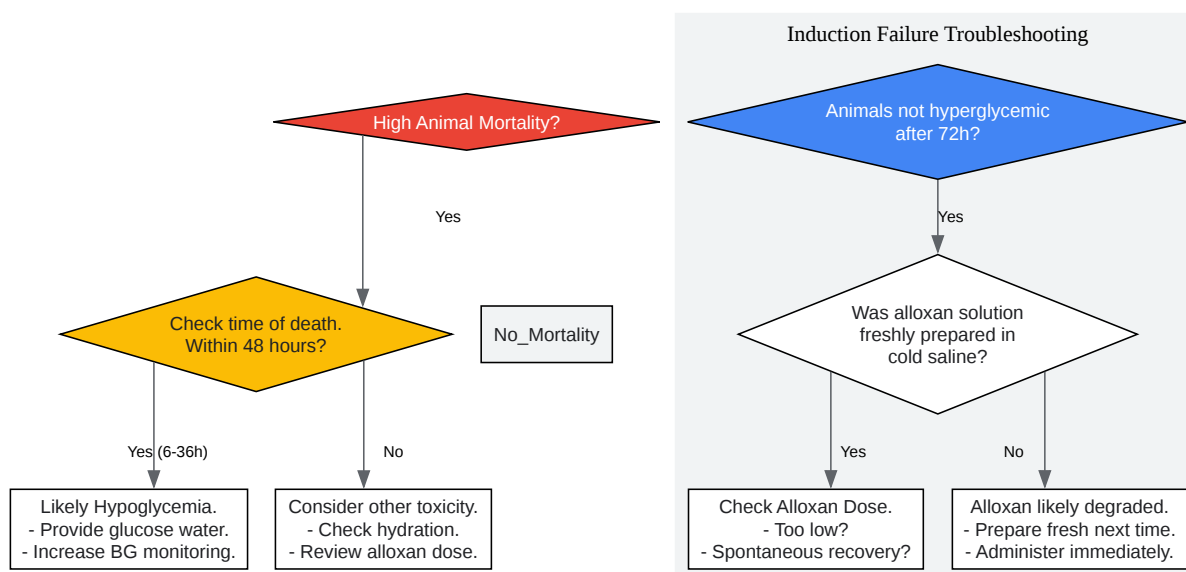 Induction Failure Troubleshooting
High Animal Mortality?
Animals not hyperglycemic
after 72h?
Yes
Yes
Check time of death.
Within 48 hours?
No_Mortality
Was alloxan solution
freshly prepared in
cold saline?
Yes (6-36h)
No
Yes
No
Likely Hypoglycemia.
- Provide glucose water.
- Increase BG monitoring.
Consider other toxicity.
- Check hydration.
- Review alloxan dose.
Check Alloxan Dose.
- Too low?
- Spontaneous recovery?
Alloxan likely degraded.
- Prepare fresh next time.
- Administer immediately.